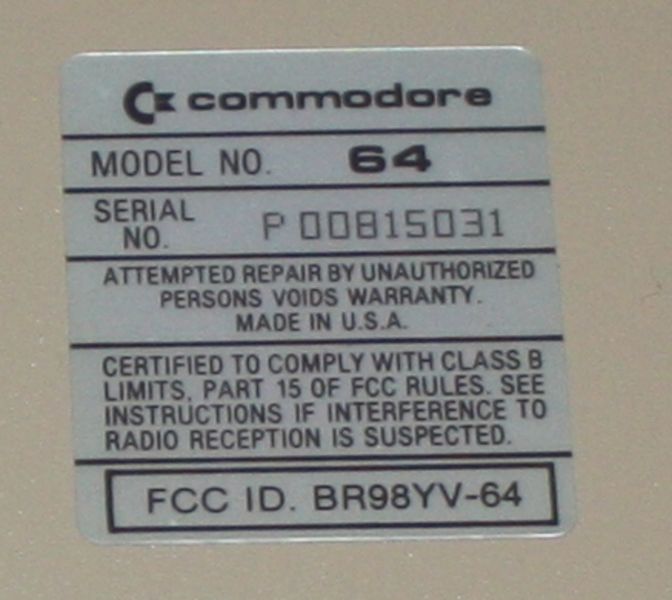 commodore
MODEL NO. 64
SERIAL NO. P 00815031
ATTEMPTED REPAIR BY UNAUTHORIZED
PERSONS VOIDS WARRANTY.
MADE IN U.S.A.
CERTIFIED TO COMPLY WITH CLASS B
LIMITS, PART 15 OF FCC RULES. SEE
INSTRUCTIONS IF INTERFERENCE TO
RADIO RECEPTION IS SUSPECTED.
FCC ID. BR98YV-64